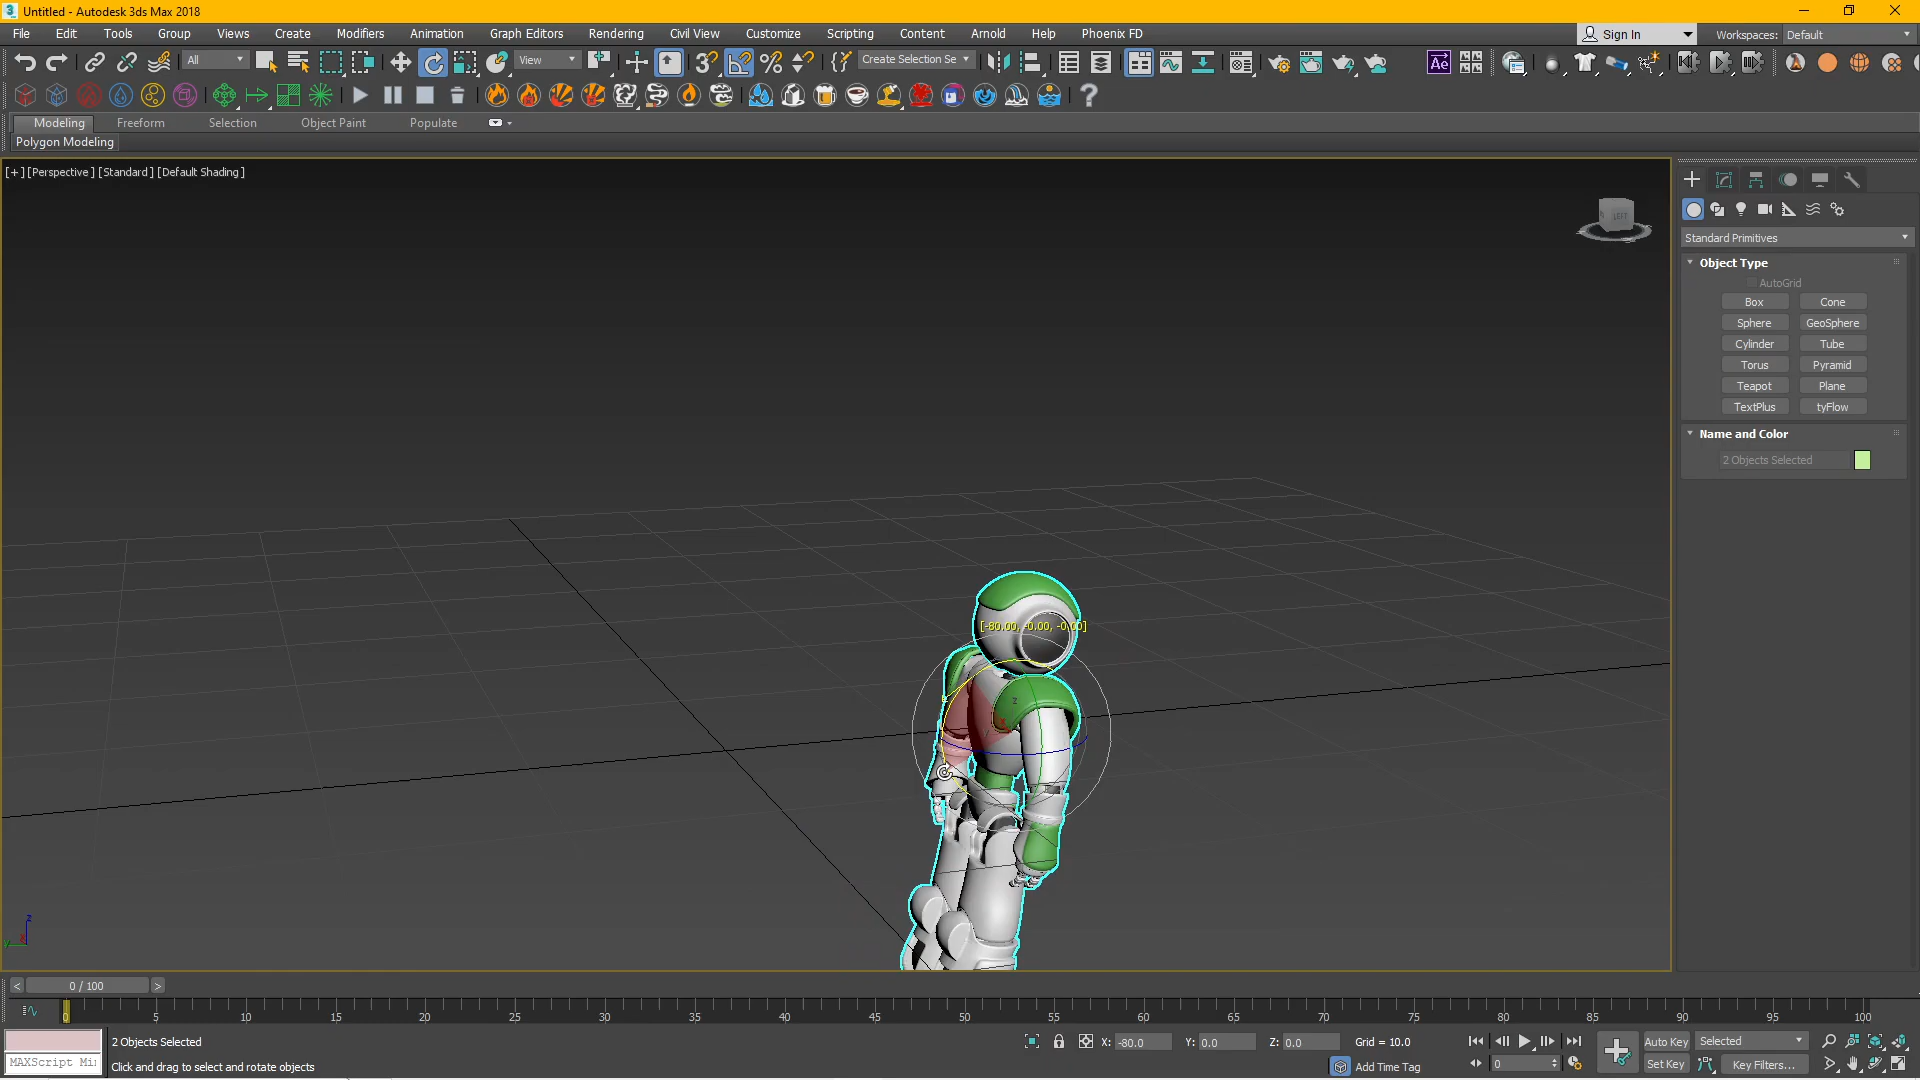 Untitled - Autodesk 3ds Max 2018
File Edit Tools Group Views Create Modifiers Animation Graph Editors Rendering Civil View Customize Scripting Content Arnold Help Phoenix FD Sign In Workspaces: Default
All View Create Selection Se Ae
Modeling Freeform Selection Object Paint Populate
Polygon Modeling
[+] [Perspective] [Standard] [Default Shading]
LEFT
Standard Primitives
Object Type
AutoGrid
Box Cone
Sphere GeoSphere
Cylinder Tube
Torus Pyramid
Teapot Plane
TextPlus tyFlow
Name and Color
2 Objects Selected
[-80.00, -0.00, -0.00]
z
z
y
x
< 0 / 100 >
0 5 10 15 20 25 30 35 40 45 50 55 60 65 70 75 80 85 90 95 100
2 Objects Selected X: -80.0 Y: 0.0 Z: 0.0 Grid = 10.0 Auto Key Selected
MAXScript Mi Click and drag to select and rotate objects Add Time Tag 0 Set Key Key Filters...